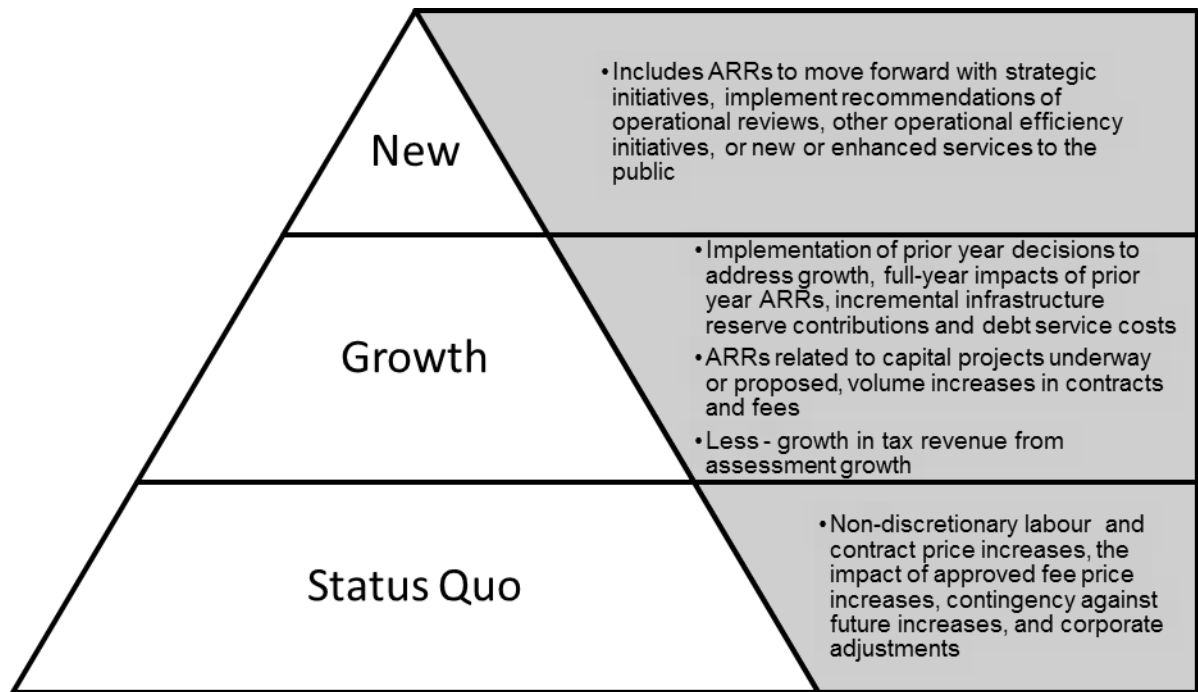 New
•Includes ARRs to move forward with strategic
initiatives, implement recommendations of
operational reviews, other operational efficiency
initiatives, or new or enhanced services to the
public
Growth
•Implementation of prior year decisions to
address growth, full-year impacts of prior
year ARRs, incremental infrastructure
reserve contributions and debt service costs
•ARRs related to capital projects underway
or proposed, volume increases in contracts
and fees
•Less - growth in tax revenue from
assessment growth
Status Quo
•Non-discretionary labour and
contract price increases, the
impact of approved fee price
increases, contingency against
future increases, and corporate
adjustments